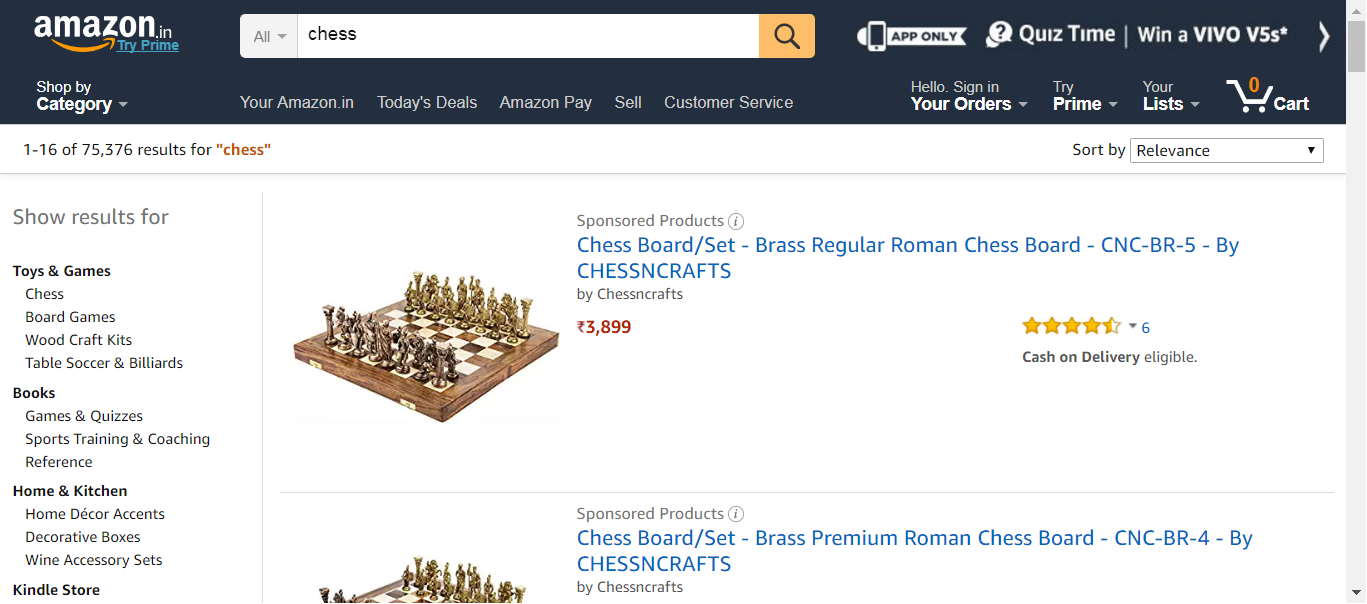 amazon.in
Try Prime
All
chess
APP ONLY
? Quiz Time | Win a VIVO V5s*
Shop by
Category
Your Amazon.in
Today's Deals
Amazon Pay
Sell
Customer Service
Hello. Sign in
Your Orders
Try
Prime
Your
Lists
0
Cart
1-16 of 75,376 results for "chess"
Sort by
Relevance
Show results for
Toys & Games
Chess
Board Games
Wood Craft Kits
Table Soccer & Billiards
Books
Games & Quizzes
Sports Training & Coaching
Reference
Home & Kitchen
Home Décor Accents
Decorative Boxes
Wine Accessory Sets
Kindle Store
Sponsored Products i
Chess Board/Set - Brass Regular Roman Chess Board - CNC-BR-5 - By
CHESSNCRAFTS
by Chessncrafts
₹3,899
6
Cash on Delivery eligible.
Sponsored Products i
Chess Board/Set - Brass Premium Roman Chess Board - CNC-BR-4 - By
CHESSNCRAFTS
by Chessncrafts